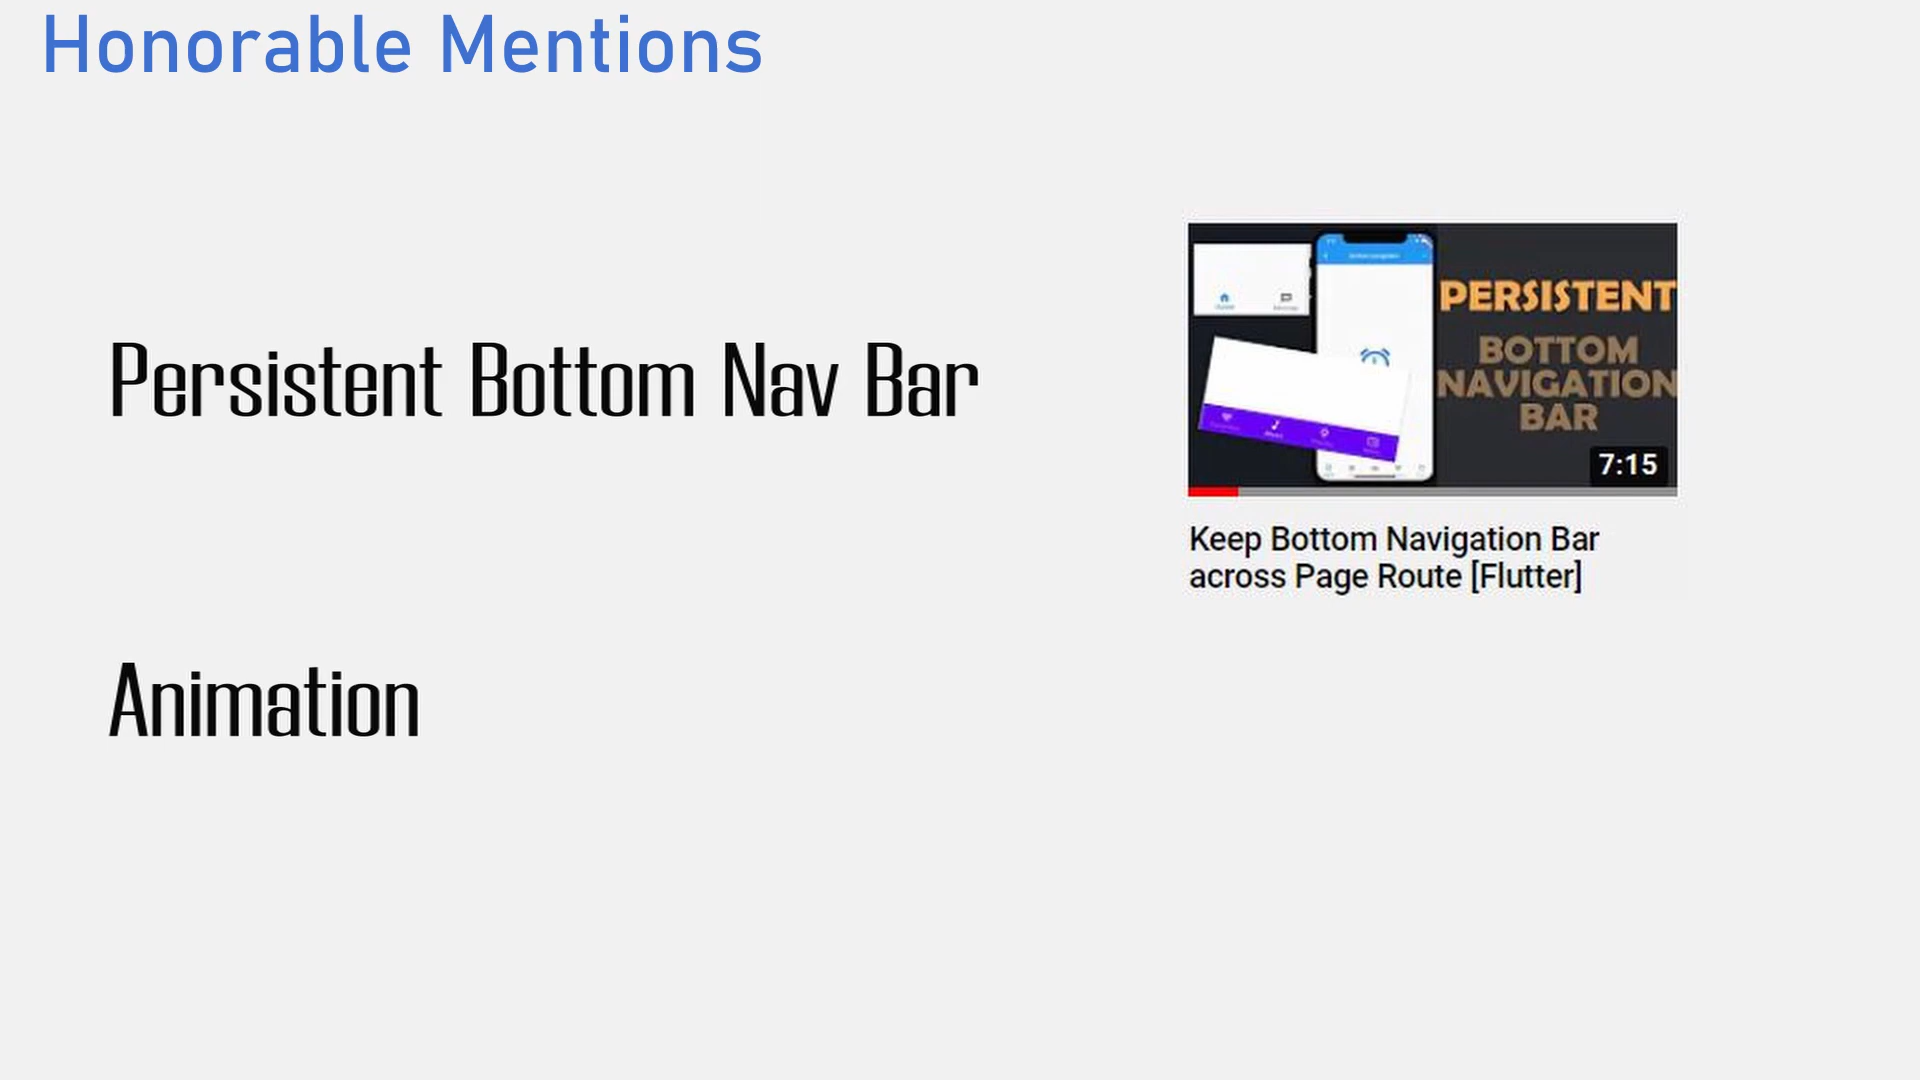 Honorable Mentions
Persistent Bottom Nav Bar
PERSISTENT
BOTTOM
NAVIGATION
BAR
7:15
Keep Bottom Navigation Bar
across Page Route [Flutter]
Animation